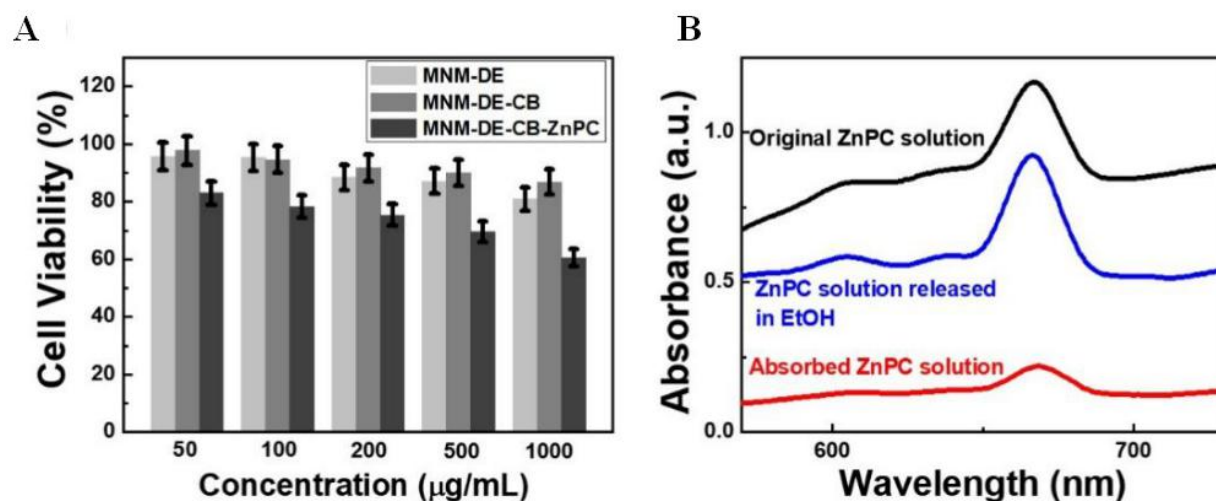 A
B
Cell Viability (%)
120
100
80
60
40
20
0
MNM-DE
MNM-DE-CB
MNM-DE-CB-ZnPC
50 100 200 500 1000
Concentration (μg/mL)
Absorbance (a.u.)
1.0
0.5
0.0
Original ZnPC solution
ZnPC solution released
in EtOH
Absorbed ZnPC solution
600 700
Wavelength (nm)